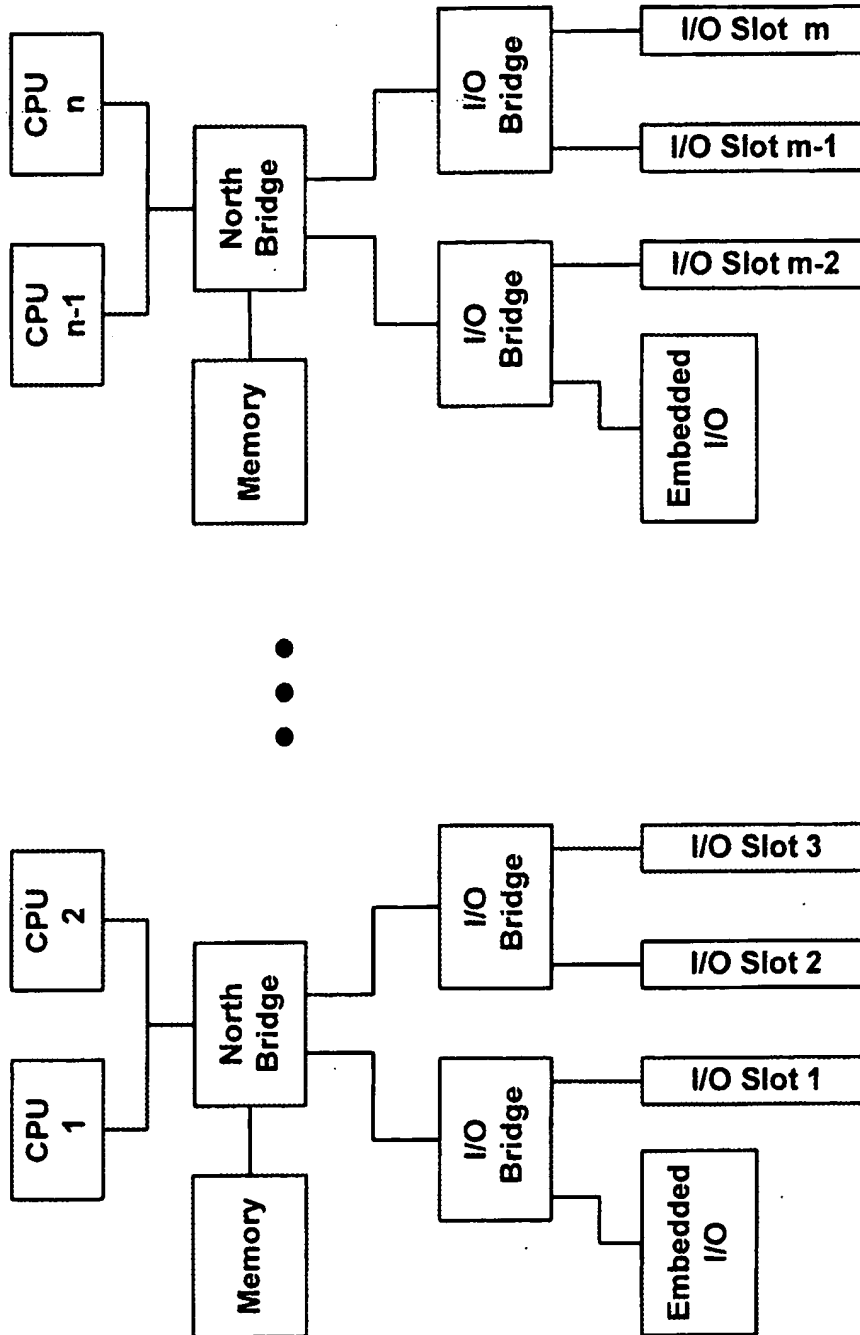 CPU
1
CPU
2
CPU
n-1
CPU
n
Memory
North
Bridge
Memory
North
Bridge
I/O
Bridge
I/O
Bridge
I/O
Bridge
I/O
Bridge
Embedded
I/O
I/O Slot 1
I/O Slot 2
I/O Slot 3
Embedded
I/O
I/O Slot m-2
I/O Slot m-1
I/O Slot m